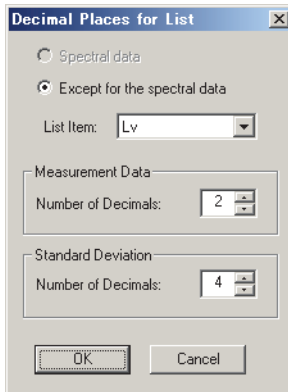 Decimal Places for List
Spectral data
Except for the spectral data
List Item: Lv
Measurement Data
Number of Decimals: 2
Standard Deviation
Number of Decimals: 4
OK Cancel